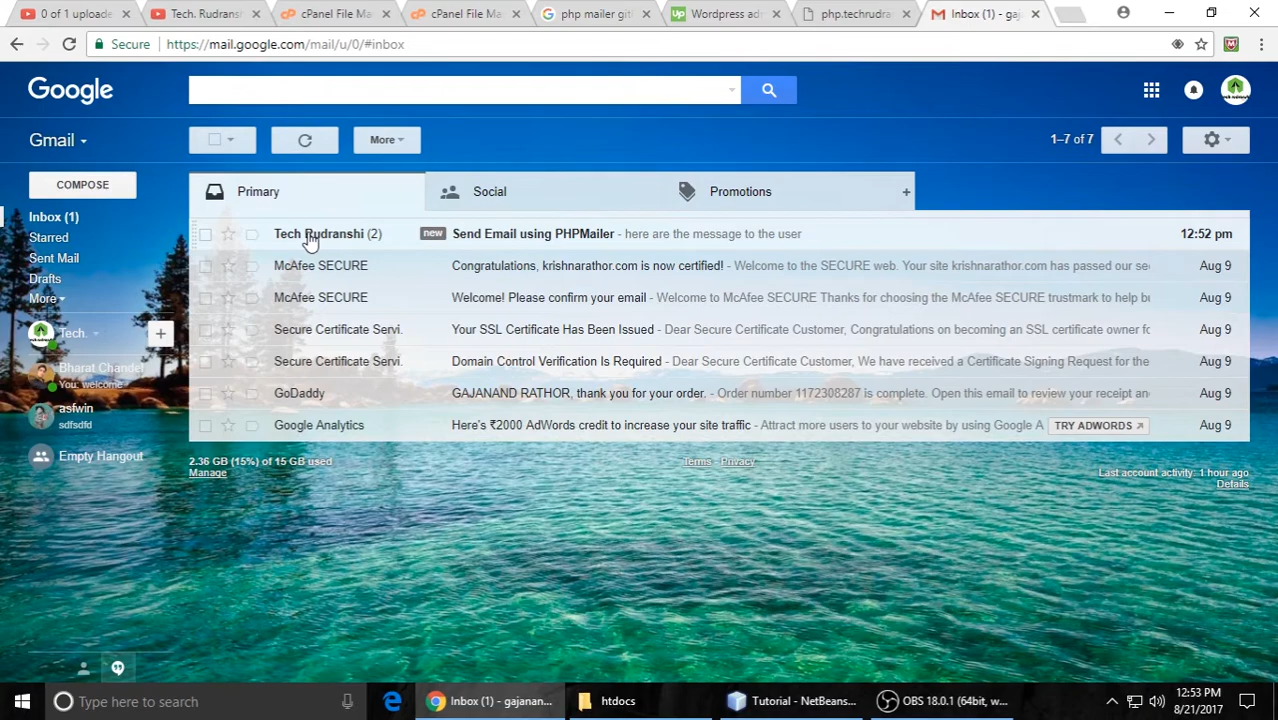 0 of 1 uploade
Tech. Rudransh
cPanel File Ma
cPanel File Ma
php mailer git
Wordpress ad
php.techrudra
Inbox (1) - gaj
Secure
https://mail.google.com/mail/u/0/#inbox
Google
Gmail
More
1–7 of 7
COMPOSE
Primary
Social
Promotions
+
Inbox (1)
Starred
Sent Mail
Drafts
More
Tech.
+
Bharat Chandel
You: welcome
asfwin
sdfsdfd
Empty Hangout
Tech Rudranshi (2) new Send Email using PHPMailer - here are the message to the user 12:52 pm
McAfee SECURE Congratulations, krishnarathor.com is now certified! - Welcome to the SECURE web. Your site krishnarathor.com has passed our se Aug 9
McAfee SECURE Welcome! Please confirm your email - Welcome to McAfee SECURE Thanks for choosing the McAfee SECURE trustmark to help bu Aug 9
Secure Certificate Servi. Your SSL Certificate Has Been Issued - Dear Secure Certificate Customer, Congratulations on becoming an SSL certificate owner fo Aug 9
Secure Certificate Servi. Domain Control Verification Is Required - Dear Secure Certificate Customer, We have received a Certificate Signing Request for the Aug 9
GoDaddy GAJANAND RATHOR, thank you for your order. - Order number 1172308287 is complete. Open this email to review your receipt an Aug 9
Google Analytics Here's ₹2000 AdWords credit to increase your site traffic - Attract more users to your website by using Google A TRY ADWORDS Aug 9
2.36 GB (15%) of 15 GB used
Manage
Terms - Privacy
Last account activity: 1 hour ago
Details
Type here to search
Inbox (1) - gajanan...
htdocs
Tutorial - NetBeans...
OBS 18.0.1 (64bit, w...
12:53 PM
8/21/2017